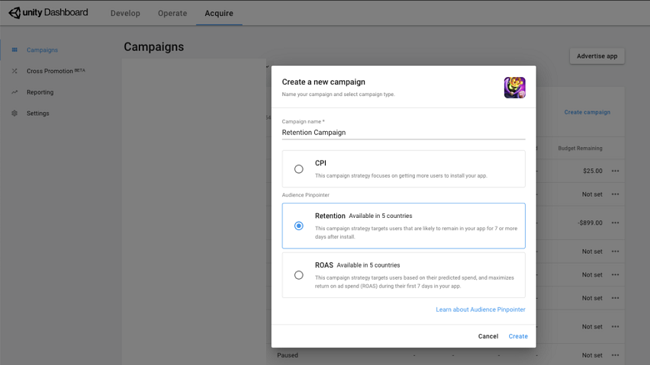 unity Dashboard
Develop
Operate
Acquire
Campaigns
Cross Promotion BETA
Reporting
Settings
Campaigns
Advertise app
Create campaign
Budget Remaining
$25.00
Not set
-$899.00
Not set
Not set
Not set
Not set
Not set
Paused - - -
Create a new campaign
Name your campaign and select campaign type.
Campaign name *
Retention Campaign
CPI
This campaign strategy focuses on getting more users to install your app.
Audience Pinpointer
Retention Available in 5 countries
This campaign strategy targets users that are likely to remain in your app for 7 or more
days after install.
ROAS Available in 5 countries
This campaign strategy targets users based on their predicted spend, and maximizes
return on ad spend (ROAS) during their first 7 days in your app.
Learn about Audience Pinpointer
Cancel
Create